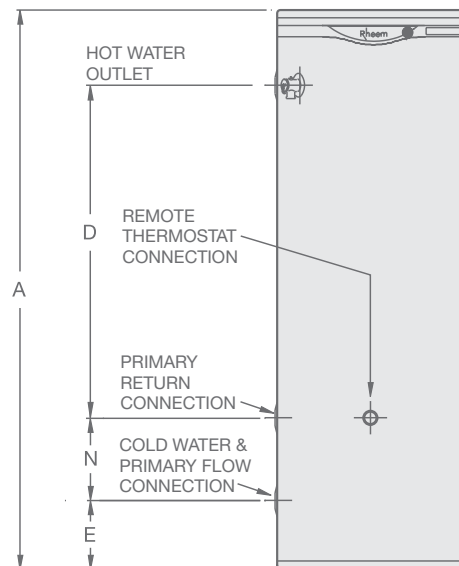 Rheem
HOT WATER
OUTLET
D
REMOTE
THERMOSTAT
CONNECTION
A
PRIMARY
RETURN
CONNECTION
N
COLD WATER &
PRIMARY FLOW
CONNECTION
E